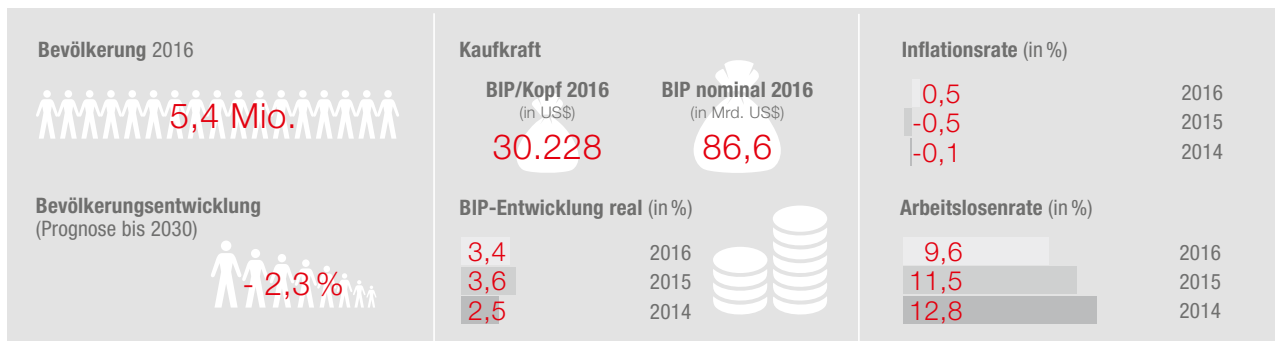 Bevölkerung 2016
5,4 Mio.
Bevölkerungsentwicklung
(Prognose bis 2030)
- 2,3 %
Kaufkraft
BIP/Kopf 2016
(in US$)
30.228
BIP nominal 2016
(in Mrd. US$)
86,6
BIP-Entwicklung real (in %)
3,4 2016
3,6 2015
2,5 2014
Inflationsrate (in %)
0,5 2016
-0,5 2015
-0,1 2014
Arbeitslosenrate (in %)
9,6 2016
11,5 2015
12,8 2014